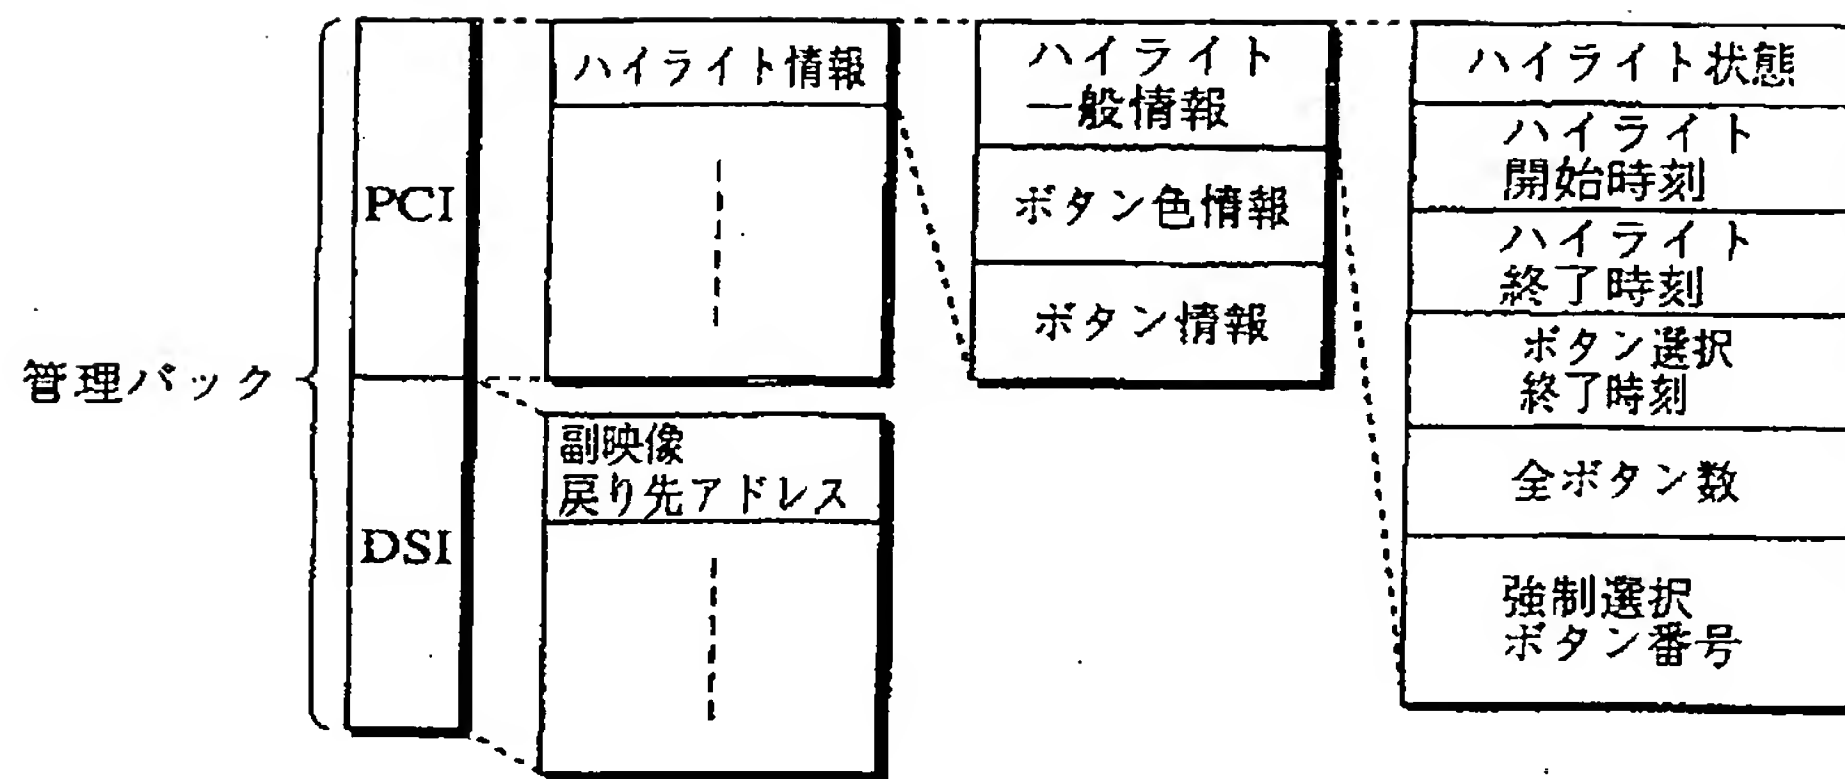 管理パック
PCI
DSI
ハイライト情報
副映像
戻り先アドレス
ハイライト
一般情報
ボタン色情報
ボタン情報
ハイライト状態
ハイライト
開始時刻
ハイライト
終了時刻
ボタン選択
終了時刻
全ボタン数
強制選択
ボタン番号